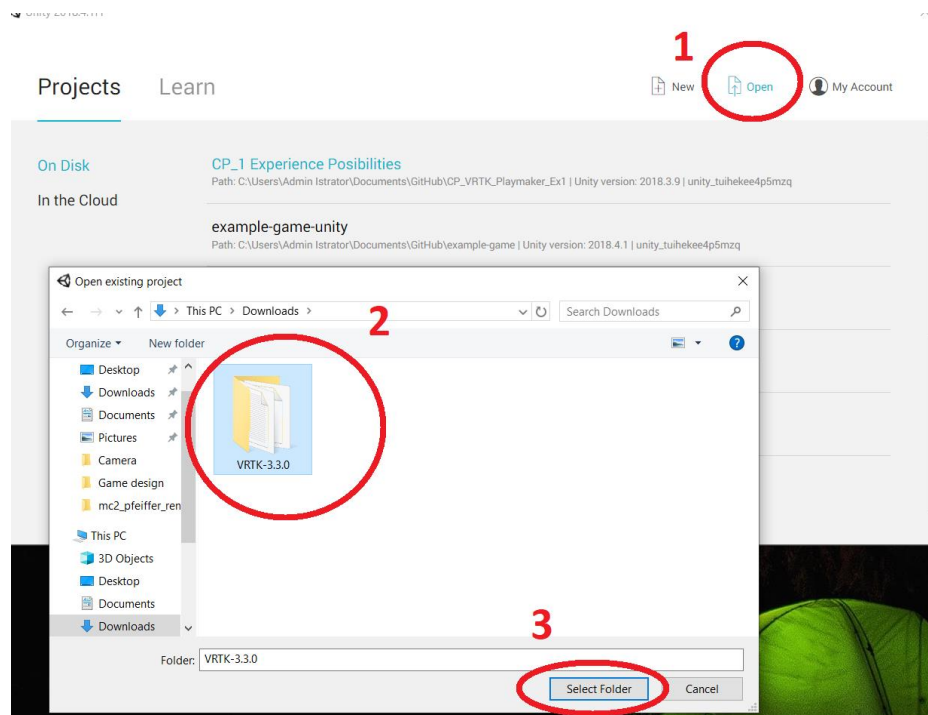 1
Projects Learn New Open My Account
On Disk
In the Cloud
CP_1 Experience Posibilities
Path: C:\Users\Admin Istrator\Documents\GitHub\CP_VRTK_Playmaker_Ex1 | Unity version: 2018.3.9 | unity_tuihekee4p5mzq
example-game-unity
Path: C:\Users\Admin Istrator\Documents\GitHub\example-game | Unity version: 2018.4.1 | unity_tuihekee4p5mzq
Open existing project
This PC > Downloads >
2
Search Downloads
Organize New folder
Desktop
Downloads
Documents
Pictures
Camera
Game design
mc2_pfeiffer_ren
This PC
3D Objects
Desktop
Documents
Downloads
VRTK-3.3.0
3
Folder: VRTK-3.3.0
Select Folder Cancel